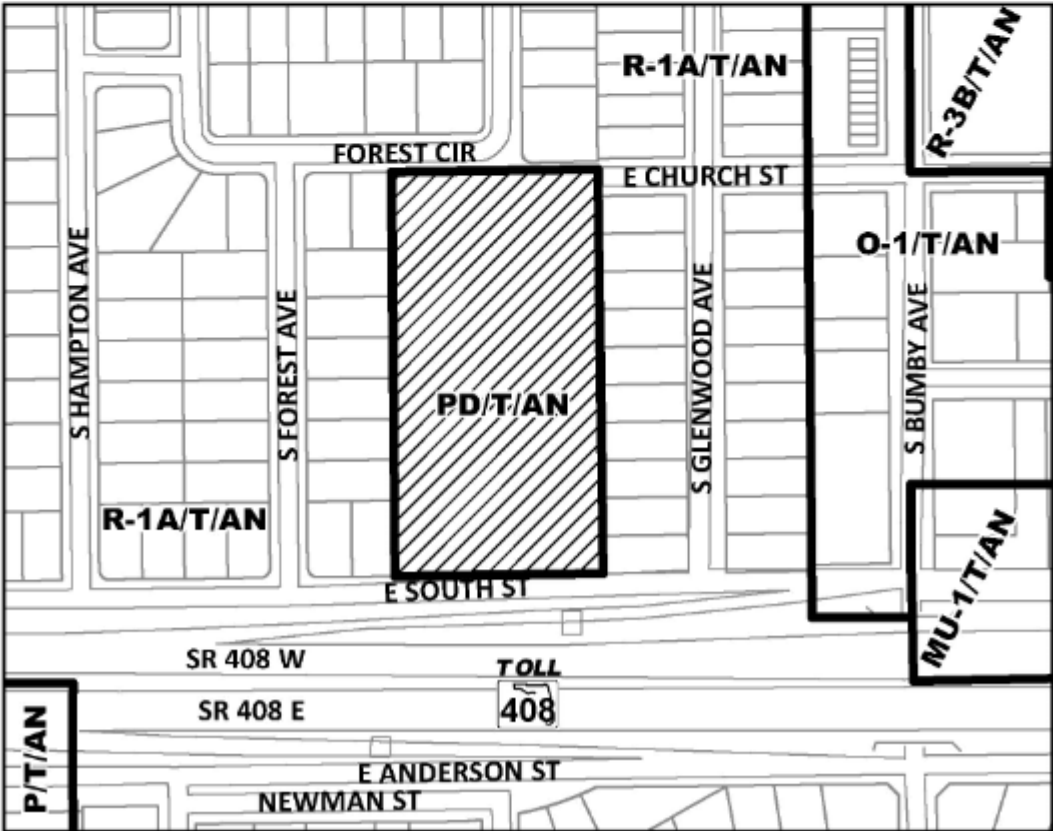 R-1A/T/AN
R-3B/T/AN
FOREST CIR
E CHURCH ST
O-1/T/AN
S HAMPTON AVE
S FOREST AVE
S GLENWOOD AVE
S BUMBY AVE
PD/T/AN
R-1A/T/AN
E SOUTH ST
MU-1/T/AN
SR 408 W
TOLL
408
SR 408 E
P/T/AN
E ANDERSON ST
NEWMAN ST